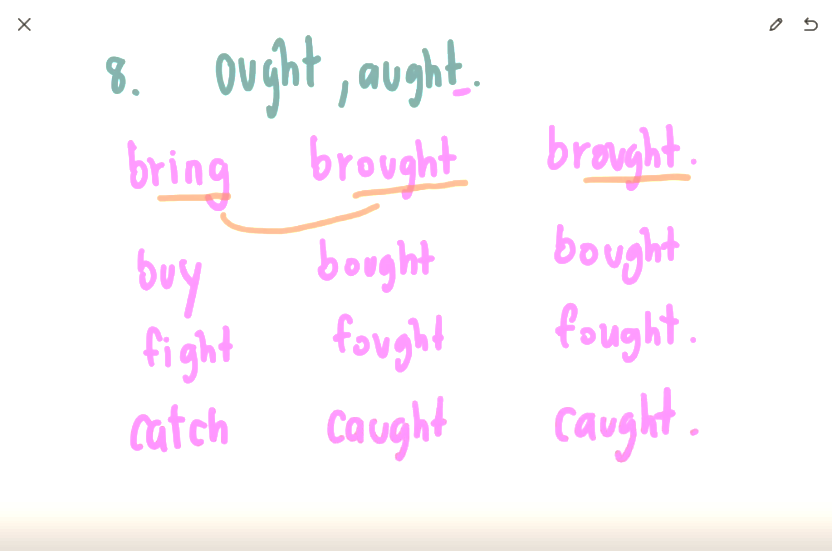 8. Ought, aught.
bring brought brought.
buy bought bought
fight fought fought.
catch caught caught.